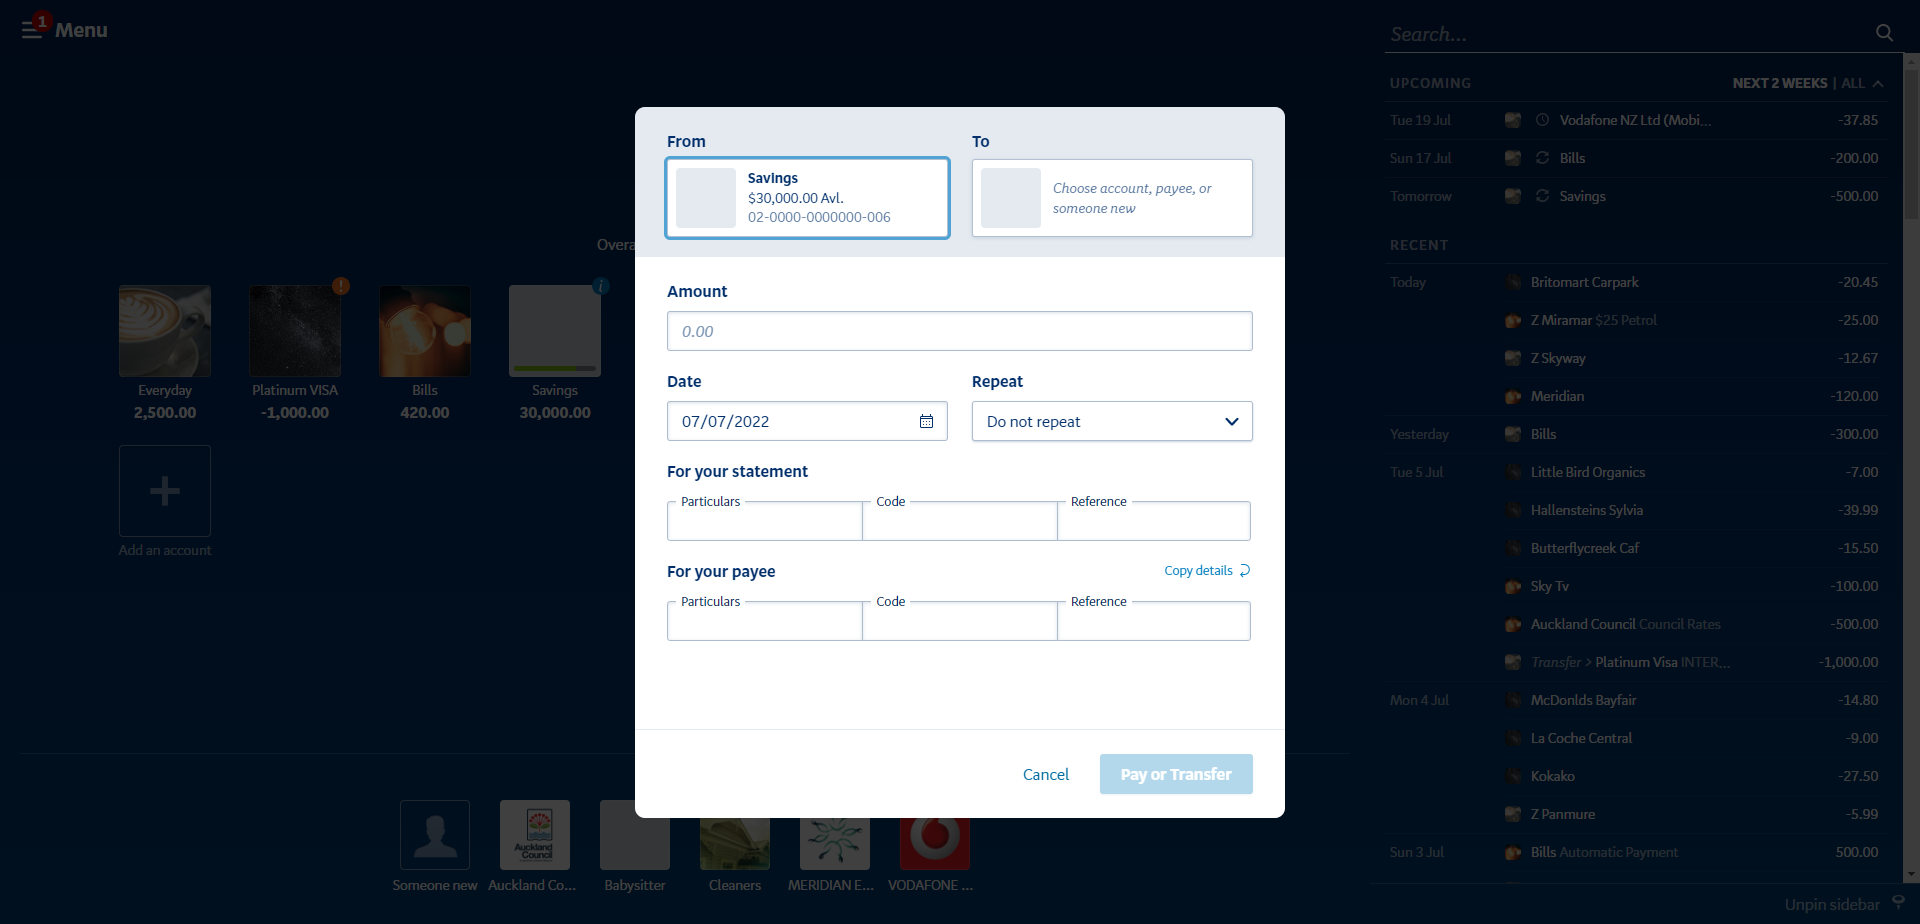 1
Menu
Search...
UPCOMING
NEXT 2 WEEKS | ALL
Tue 19 Jul Vodafone NZ Ltd (Mobi... -37.85
Sun 17 Jul Bills -200.00
Tomorrow Savings -500.00
RECENT
Today Britomart Carpark -20.45
Z Miramar $25 Petrol -25.00
Z Skyway -12.67
Meridian -120.00
Yesterday Bills -300.00
Tue 5 Jul Little Bird Organics -7.00
Hallensteins Sylvia -39.99
Butterflycreek Caf -15.50
Sky Tv -100.00
Auckland Council Council Rates -500.00
Transfer > Platinum Visa INTER... -1,000.00
Mon 4 Jul McDonlds Bayfair -14.80
La Coche Central -9.00
Kokako -27.50
Z Panmure -5.99
Sun 3 Jul Bills Automatic Payment 500.00
Unpin sidebar
Overa
Everyday
2,500.00
!
Platinum VISA
-1,000.00
Bills
420.00
i
Savings
30,000.00
Add an account
From
Savings
$30,000.00 Avl.
02-0000-0000000-006
To
Choose account, payee, or
someone new
Amount
0.00
Date
07/07/2022
Repeat
Do not repeat
For your statement
Particulars Code Reference
For your payee
Copy details
Particulars Code Reference
Cancel
Pay or Transfer
Someone new
Auckland
Council
Auckland Co...
Babysitter
Cleaners
MERIDIAN E...
VODAFONE ...